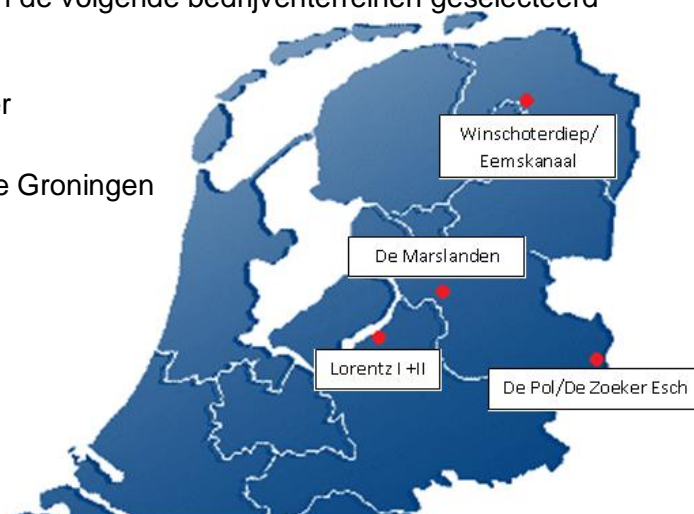 de volgende bedrijventerreinen geselecteerd
e Groningen
Winschoterdiep/
Eemskanaal
De Marslanden
Lorentz I +II
De Pol/De Zoeker Esch